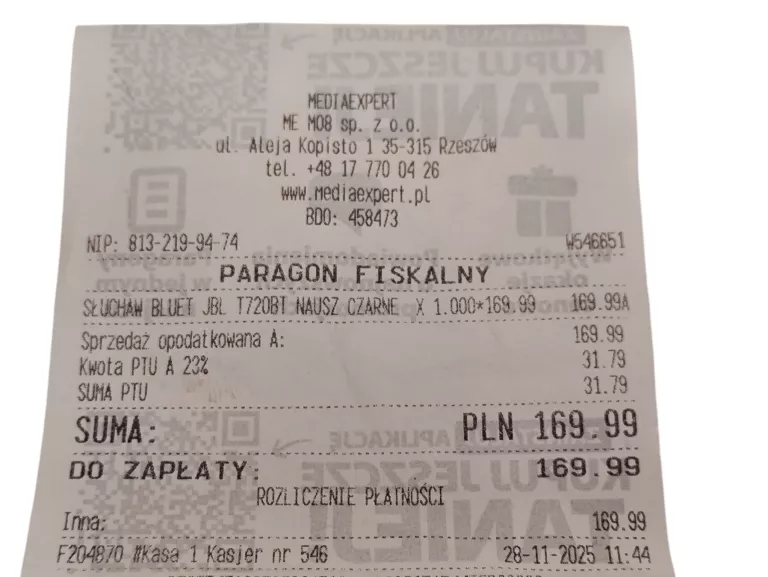 MEDIAEXPERT
ME M08 sp. z o.o.
ul. Aleja Kopisto 1 35-315 Rzeszów
tel. +48 17 770 04 26
www.mediaexpert.pl
BDO: 458473
NIP: 813-219-94-74 W546651
PARAGON FISKALNY
SŁUCHAW BLUET JBL T720BT NAUSZ CZARNE X 1.000*169.99 169.99A
Sprzedaż opodatkowana A: 169.99
Kwota PTU A 23% 31.79
SUMA PTU 31.79
SUMA: PLN 169.99
DO ZAPŁATY: 169.99
ROZLICZENIE PŁATNOŚCI
Inna: 169.99
F204870 #Kasa 1 Kasjer nr 546 28-11-2025 11:44